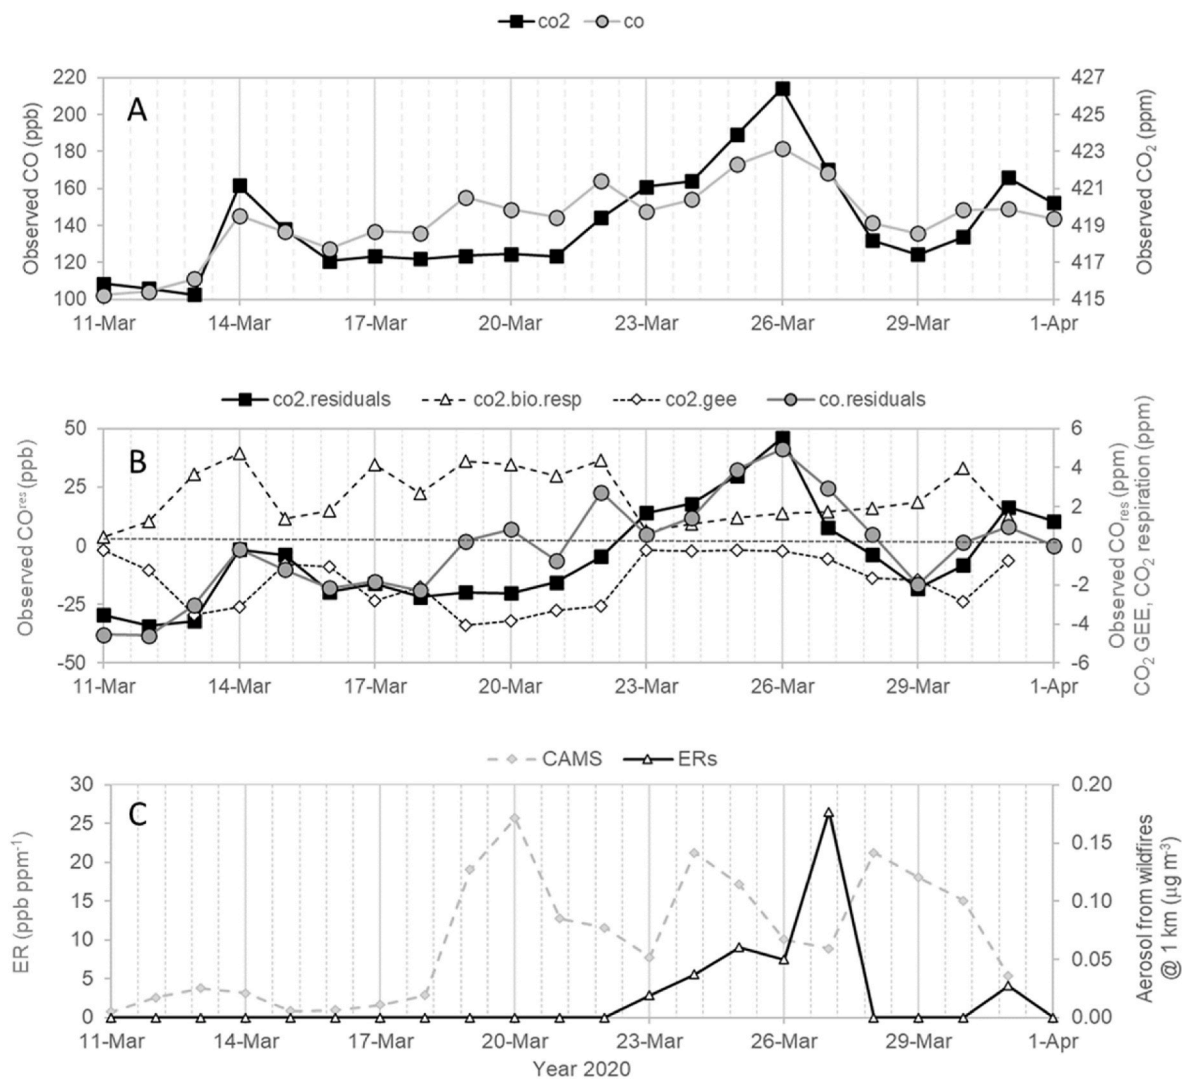 co2 co
A
Observed CO (ppb)
220
200
180
160
140
120
100
427
425
423
421
419
417
415
Observed CO2 (ppm)
11-Mar 14-Mar 17-Mar 20-Mar 23-Mar 26-Mar 29-Mar 1-Apr
co2.residuals co2.bio.resp co2.gee co.residuals
B
Observed COres (ppb)
50
25
0
-25
-50
6
4
2
0
-2
-4
-6
Observed COres (ppm)
CO2 GEE, CO2 respiration (ppm)
11-Mar 14-Mar 17-Mar 20-Mar 23-Mar 26-Mar 29-Mar 1-Apr
CAMS ERs
C
ER (ppb ppm-1)
30
25
20
15
10
5
0
0.20
0.15
0.10
0.05
0.00
Aerosol from wildfires
@ 1 km (µg m-3)
11-Mar 14-Mar 17-Mar 20-Mar 23-Mar 26-Mar 29-Mar 1-Apr
Year 2020